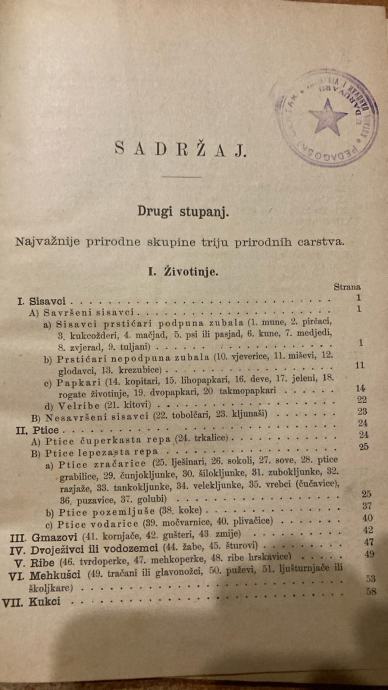 SADRŽAJ.
Drugi stupanj.
Najvažnije prirodne skupine triju prirodnih carstva.
I. Životinje.
Strana
I. Sisavci 1
A) Savršeni sisavci 1
a) Sisavci prstićari podpuna zubala (1. mune, 2. pirčaci,
3. kukcožderi, 4. mačjad, 5. psi ili pasjad, 6. kune, 7. medjedi,
8. zvjerad, 9. tuljani) 1
b) Prstićari nepodpuna zubala (10. vjeverice, 11. miševi, 12.
glodavci, 13. krezubice) 11
c) Papkari (14. kopitari, 15. lihopapkari, 16. deve, 17. jeleni, 18.
rogate životinje, 19. dvopapkari, 20 takmopapkari 14
d) Velribe (21. kitovi) 22
B) Nesavršeni sisavci (22. tobolčari, 23. kljunaši) 23
II. Ptice 24
A) Ptice čuperkasta repa (24. trkalice) 24
B) Ptice lepezasta repa 25
a) Ptice zračarice (25. lješinari, 26. sokoli, 27. sove, 28. ptice
grabilice, 29. čunjokljunke, 30. šilokljunke, 31. zubokljunke, 32.
razjaže, 33. tankokljunke, 34. velekljunke, 35. vrebci (čučavice),
36, puzavice, 37. golubi) 25
b) Ptice pozemljuše (38. koke) 37
c) Ptice vodarice (39. močvarnice, 40. plivačice) 40
III. Gmazovi (41. kornjače, 42. gušteri, 43. zmije) 42
IV. Dvoježivci ili vodozemci (44. žabe, 45. šturovi) 47
V. Ribe (46. tvrdoperke, 47. mehkoperke, 48. ribe hrskavice) 49
VI. Mehkušci (49. tračani ili glavonožci, 50. puževi, 51. ljušturnjače ili
školjkare) 53
VII. Kukci 58